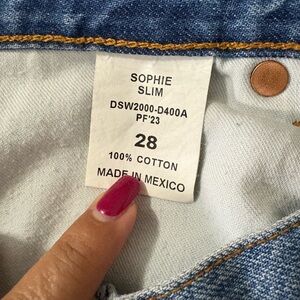 SOPHIE
SLIM
DSW2000-D400A
PF'23
28
100% COTTON
MADE IN MEXICO